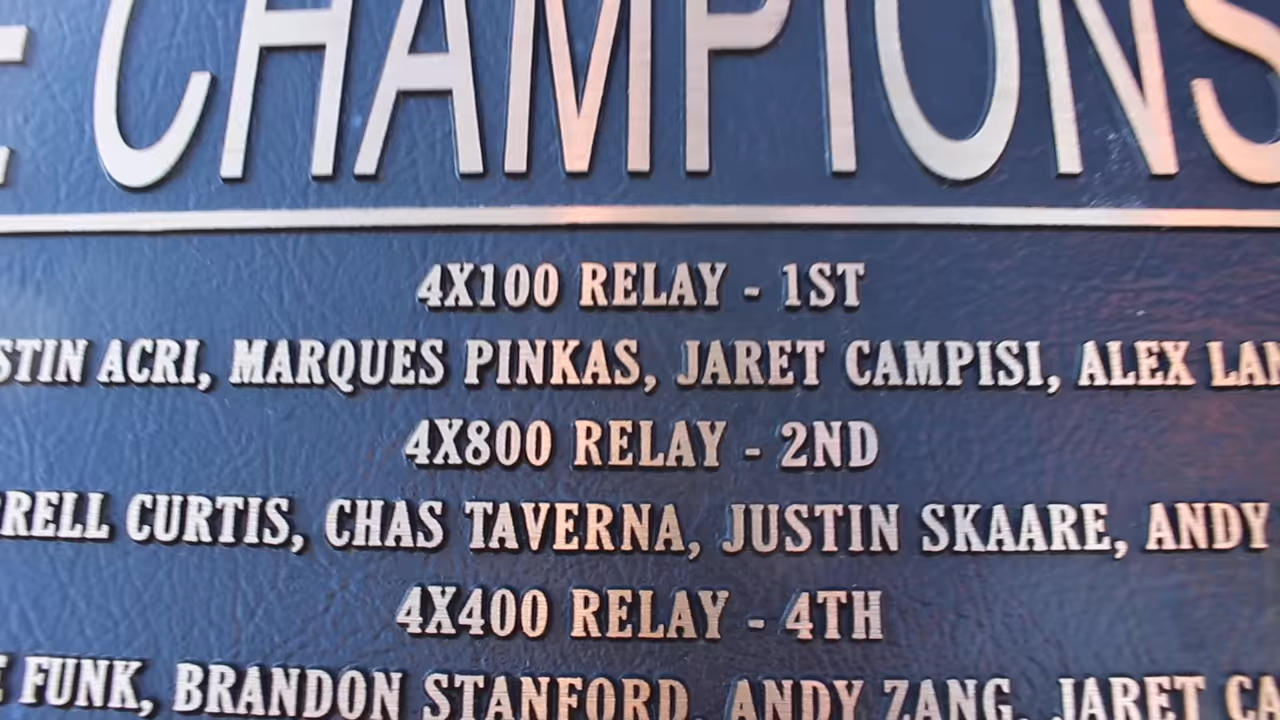 CHAMPIONS
4X100 RELAY - 1ST
ACRI, MARQUES PINKAS, JARET CAMPISI, ALEX
4X800 RELAY - 2ND
CURTIS, CHAS TAVERNA, JUSTIN SKAARE, ANDY
4X400 RELAY - 4TH
FUNK, BRANDON STANFORD, ANDY ZANG, JARET